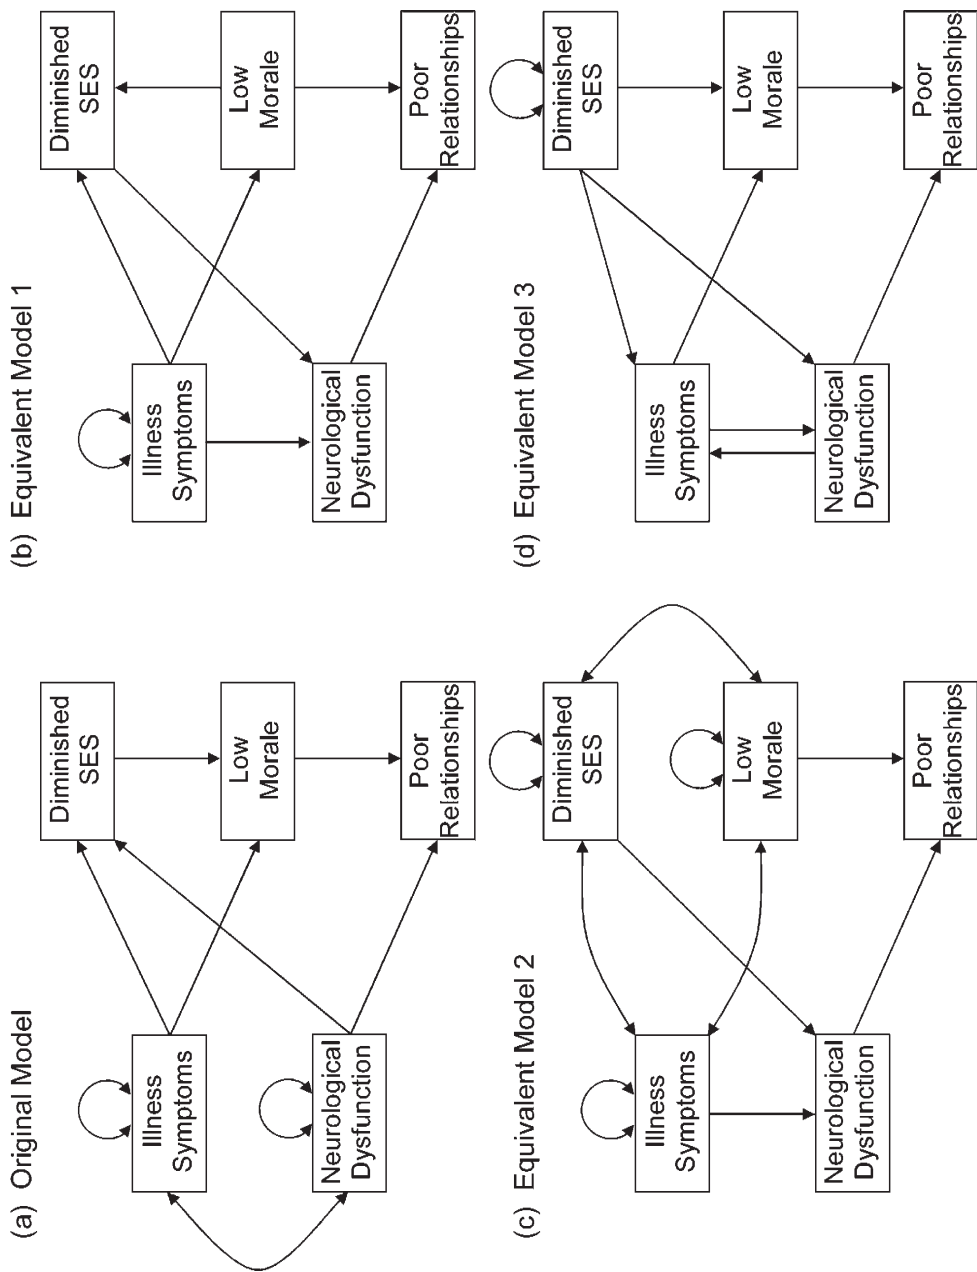 (a) Original Model
Illness
Symptoms
Neurological
Dysfunction
Diminished
SES
Low
Morale
Poor
Relationships
(b) Equivalent Model 1
Illness
Symptoms
Neurological
Dysfunction
Diminished
SES
Low
Morale
Poor
Relationships
(c) Equivalent Model 2
Illness
Symptoms
Neurological
Dysfunction
Diminished
SES
Low
Morale
Poor
Relationships
(d) Equivalent Model 3
Illness
Symptoms
Neurological
Dysfunction
Diminished
SES
Low
Morale
Poor
Relationships